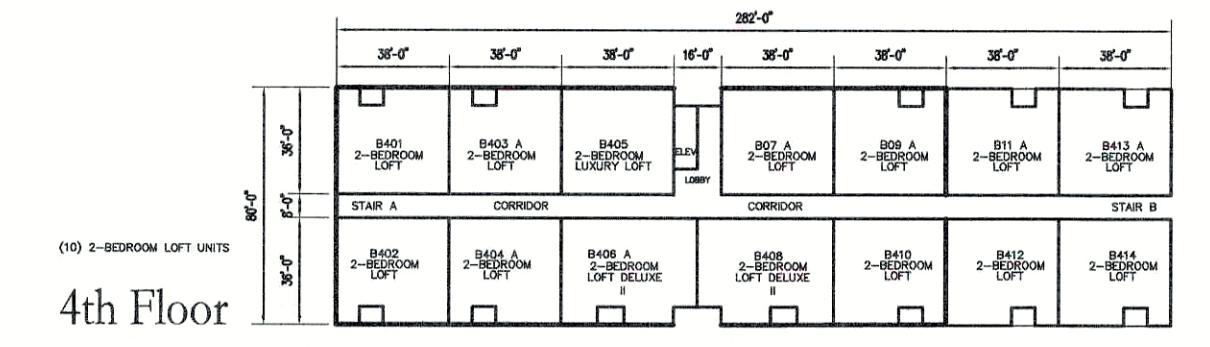 282'-0"
38'-0" 38'-0" 38'-0" 16'-0" 38'-0" 38'-0" 38'-0" 38'-0"
36'-0"
8'-0"
36'-0"
80'-0"
B401
2-BEDROOM
LOFT
B403 A
2-BEDROOM
LOFT
B405
2-BEDROOM
LUXURY LOFT
ELEV
LOBBY
B07 A
2-BEDROOM
LOFT
B09 A
2-BEDROOM
LOFT
B11 A
2-BEDROOM
LOFT
B413 A
2-BEDROOM
LOFT
STAIR A CORRIDOR CORRIDOR STAIR B
B402
2-BEDROOM
LOFT
B404 A
2-BEDROOM
LOFT
B406 A
2-BEDROOM
LOFT DELUXE
II
B408
2-BEDROOM
LOFT DELUXE
II
B410
2-BEDROOM
LOFT
B412
2-BEDROOM
LOFT
B414
2-BEDROOM
LOFT
(10) 2-BEDROOM LOFT UNITS
4th Floor